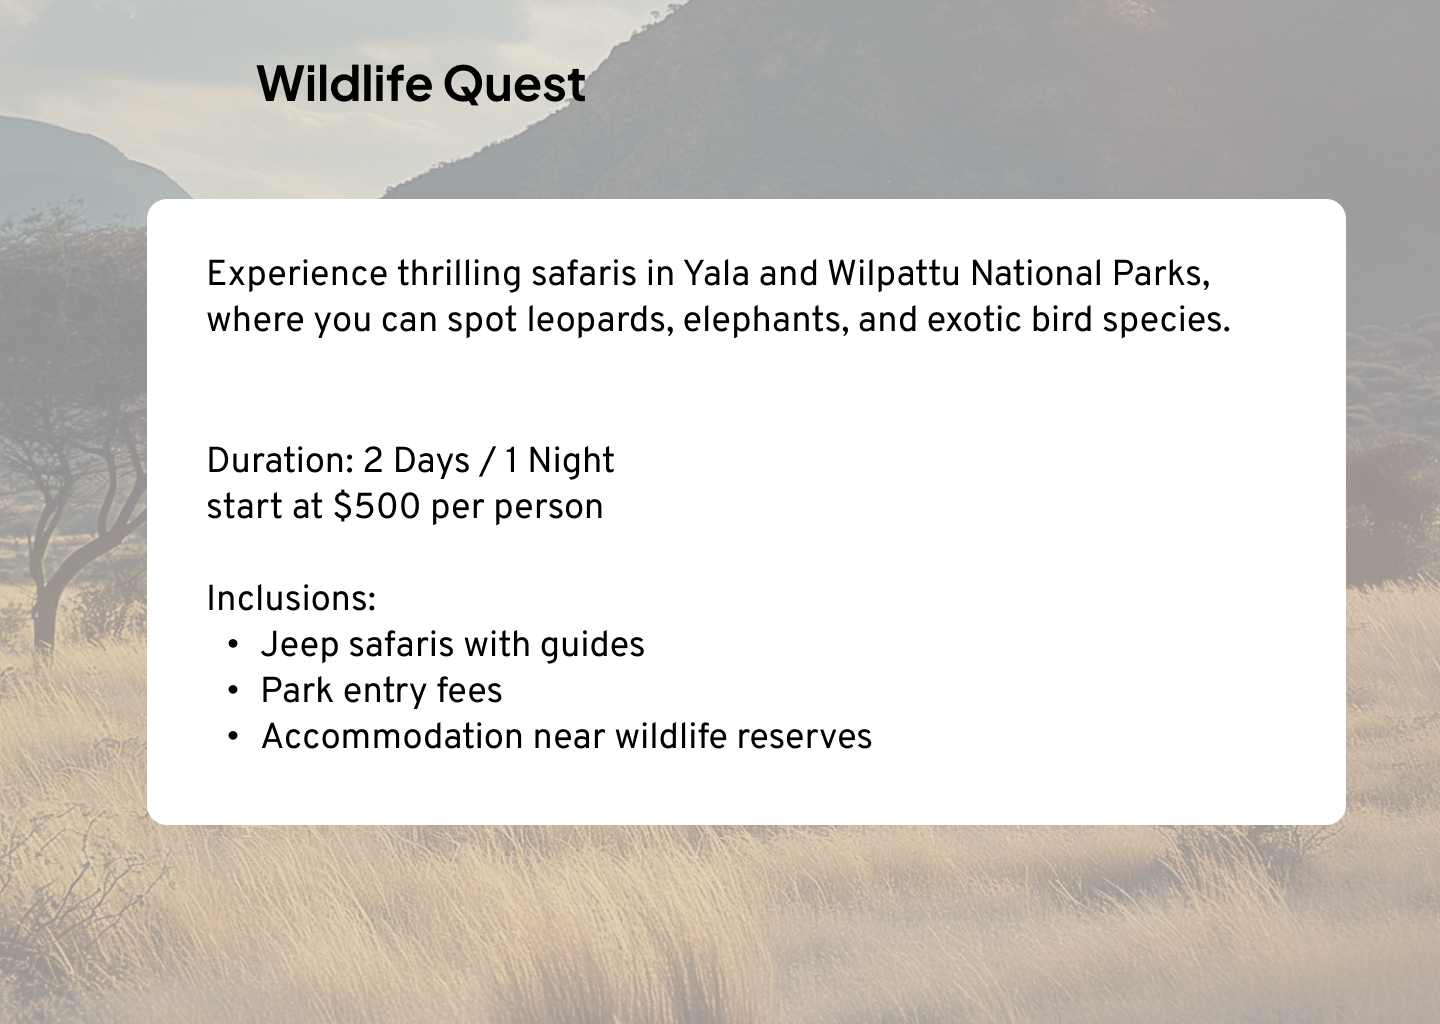 Wildlife Quest
Experience thrilling safaris in Yala and Wilpattu National Parks,
where you can spot leopards, elephants, and exotic bird species.
Duration: 2 Days / 1 Night
start at $500 per person
Inclusions:
• Jeep safaris with guides
• Park entry fees
• Accommodation near wildlife reserves